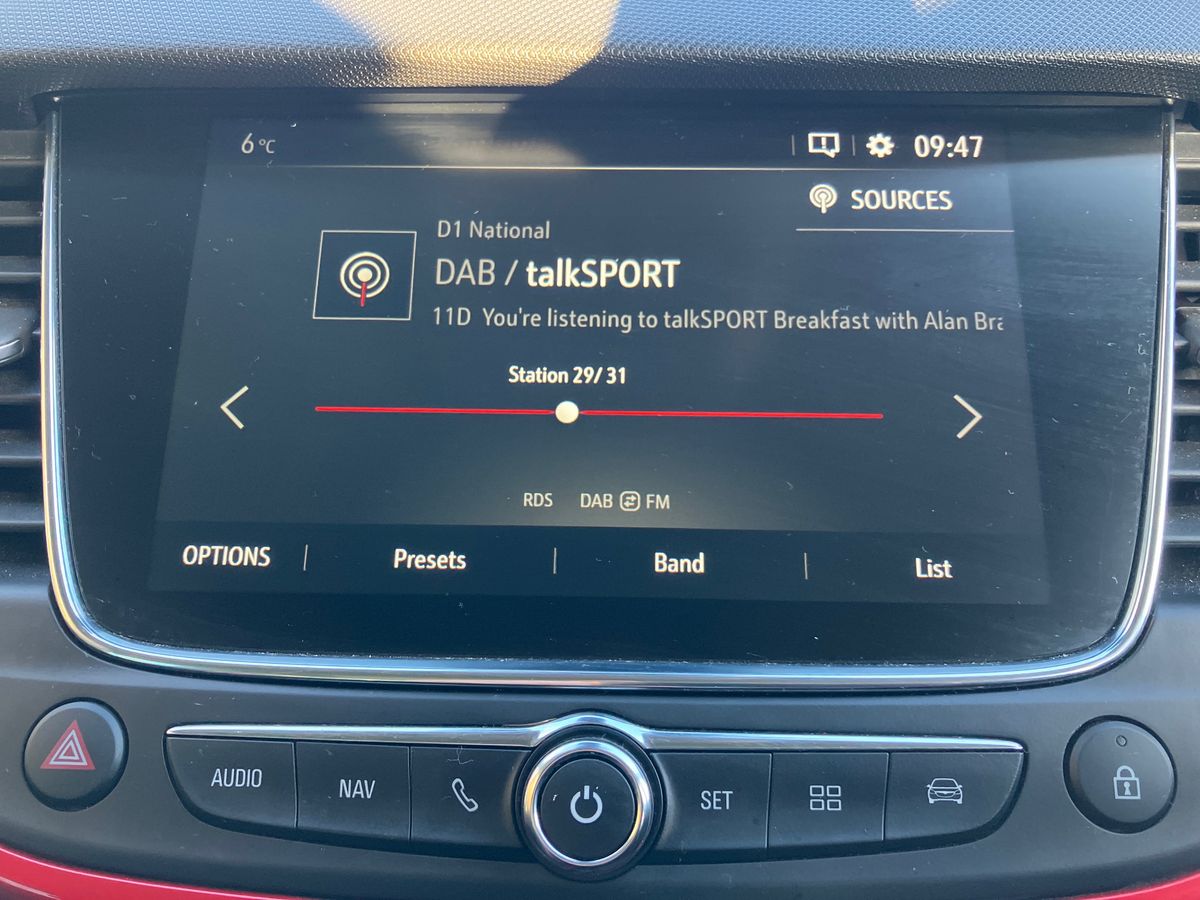 6°C 09:47
SOURCES
D1 National
DAB / talkSPORT
11D You're listening to talkSPORT Breakfast with Alan Bra
Station 29/31
RDS DAB FM
OPTIONS Presets Band List
AUDIO NAV SET